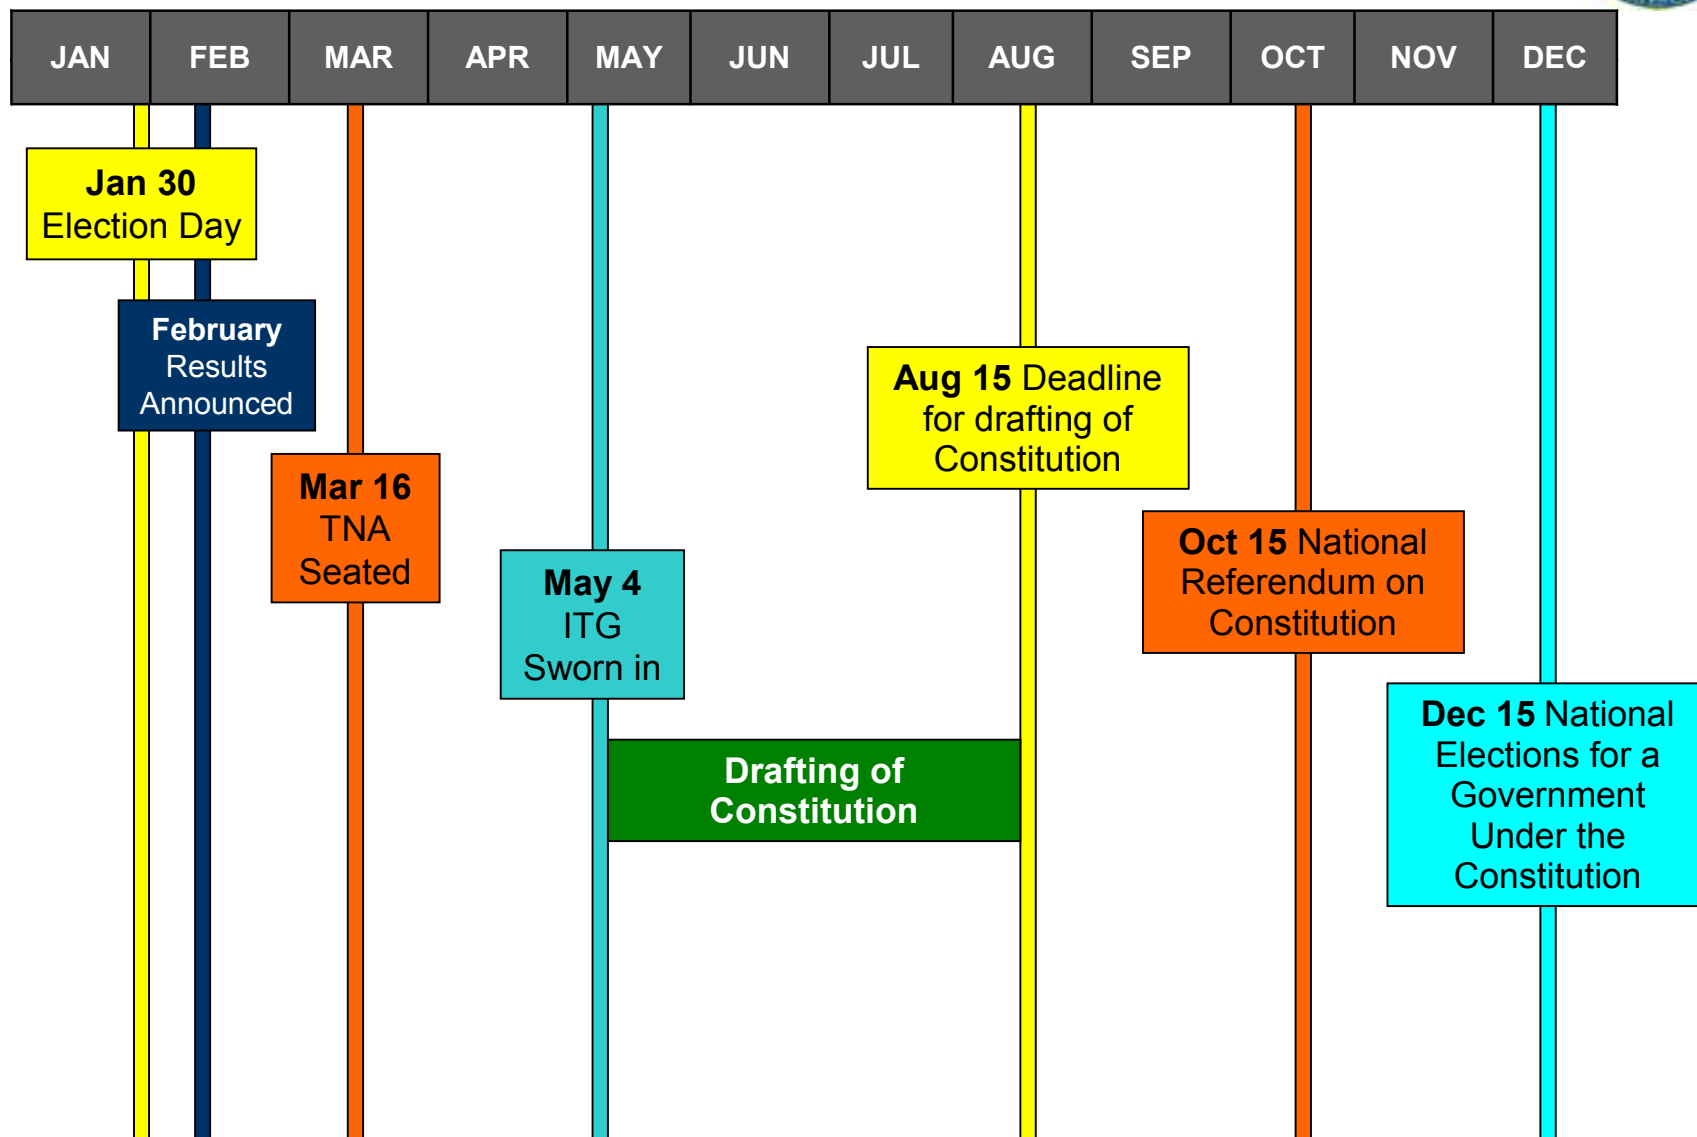 JAN FEB MAR APR MAY JUN JUL AUG SEP OCT NOV DEC
Jan 30
Election Day
February
Results
Announced
Mar 16
TNA
Seated
May 4
ITG
Sworn in
Drafting of
Constitution
Aug 15 Deadline
for drafting of
Constitution
Oct 15 National
Referendum on
Constitution
Dec 15 National
Elections for a
Government
Under the
Constitution